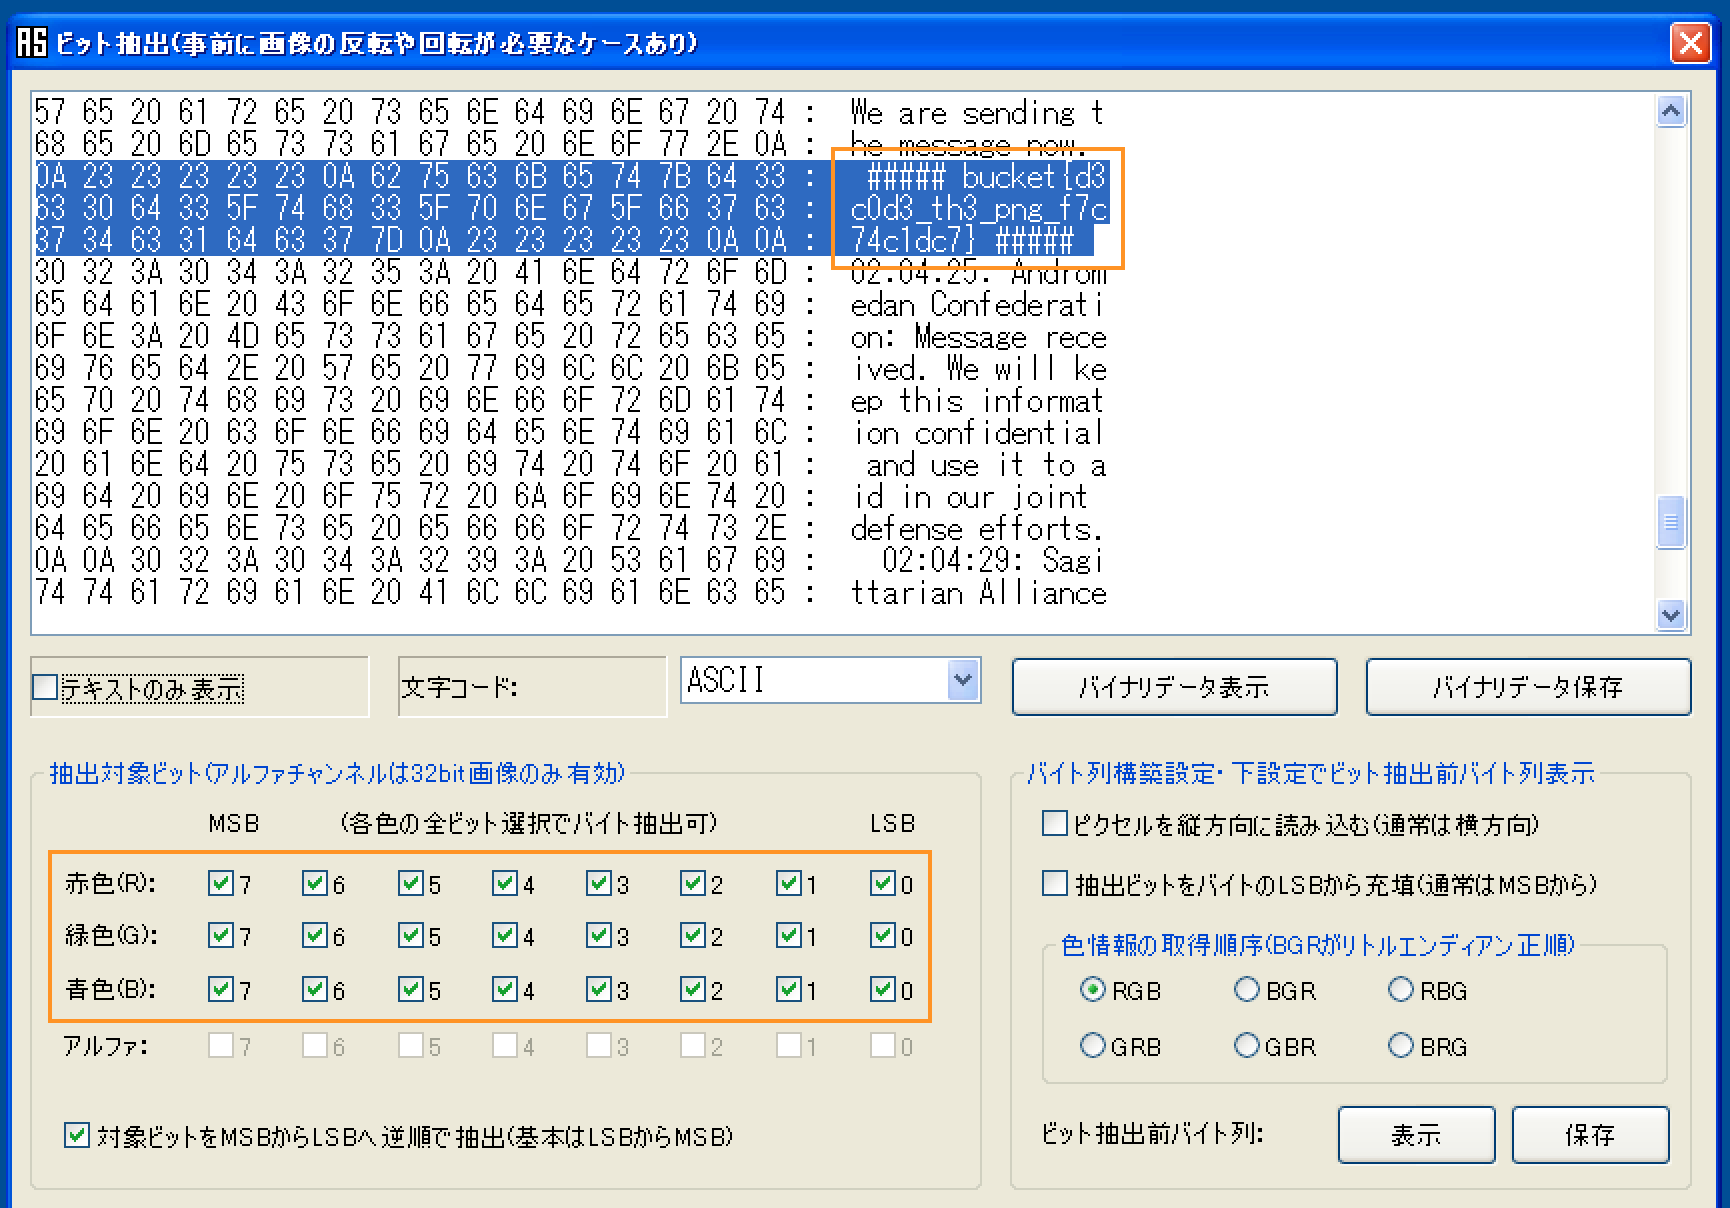 AS ビット抽出(事前に画像の反転や回転が必要なケースあり)
57 65 20 61 72 65 20 73 65 6E 64 69 6E 67 20 74 : We are sending t
68 65 20 6D 65 73 73 61 67 65 20 6E 6F 77 2E 0A : he message now.
0A 23 23 23 23 23 0A 62 75 63 6B 65 74 7B 64 33 : ##### bucket{d3
63 30 64 33 5F 74 68 33 5F 70 6E 67 5F 66 37 63 : c0d3_th3_png_f7c
37 34 63 31 64 63 37 7D 0A 23 23 23 23 23 0A 0A : 74c1dc7} #####
30 32 3A 30 34 3A 32 35 3A 20 41 6E 64 72 6F 6D : 02:04:25: Androm
65 64 61 6E 20 43 6F 6E 66 65 64 65 72 61 74 69 : edan Confederati
6F 6E 3A 20 4D 65 73 73 61 67 65 20 72 65 63 65 : on: Message rece
69 76 65 64 2E 20 57 65 20 77 69 6C 6C 20 6B 65 : ived. We will ke
65 70 20 74 68 69 73 20 69 6E 66 6F 72 6D 61 74 : ep this informat
69 6F 6E 20 63 6F 6E 66 69 64 65 6E 74 69 61 6C : ion confidential
20 61 6E 64 20 75 73 65 20 69 74 20 74 6F 20 61 : and use it to a
69 64 20 69 6E 20 6F 75 72 20 6A 6F 69 6E 74 20 : id in our joint
64 65 66 65 6E 73 65 20 65 66 66 6F 72 74 73 2E : defense efforts.
0A 0A 30 32 3A 30 34 3A 32 39 3A 20 53 61 67 69 : 02:04:29: Sagi
74 74 61 72 69 61 6E 20 41 6C 6C 69 61 6E 63 65 : ttarian Alliance
テキストのみ表示 文字コード: ASCII バイナリデータ表示 バイナリデータ保存
抽出対象ビット(アルファチャンネルは32bit画像のみ有効)
MSB (各色の全ビット選択でバイト抽出可) LSB
赤色(R): 7 6 5 4 3 2 1 0
緑色(G): 7 6 5 4 3 2 1 0
青色(B): 7 6 5 4 3 2 1 0
アルファ: 7 6 5 4 3 2 1 0
対象ビットをMSBからLSBへ逆順で抽出(基本はLSBからMSB)
バイト列構築設定・下設定でビット抽出前バイト列表示
ピクセルを縦方向に読み込む(通常は横方向)
抽出ビットをバイトのLSBから充填(通常はMSBから)
色情報の取得順序(BGRがリトルエンディアン正順)
RGB BGR RBG
GRB GBR BRG
ビット抽出前バイト列: 表示 保存